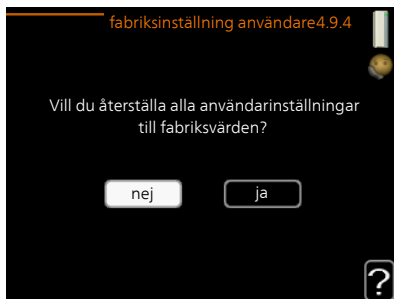 fabriksinställning användare4.9.4
Vill du återställa alla användarinställningar
till fabriksvärden?
nej ja
?